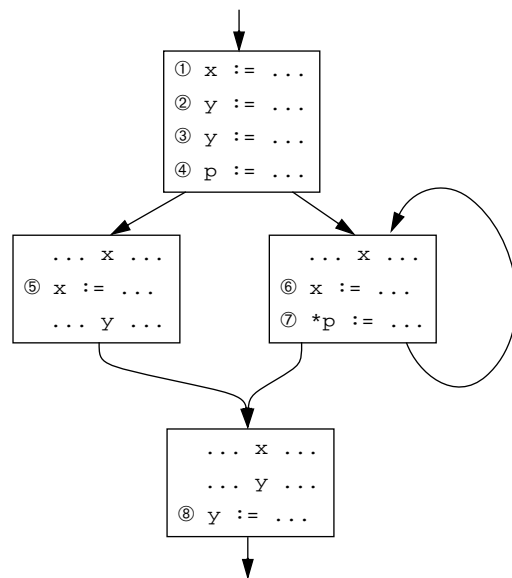 ① x := ...
② y := ...
③ y := ...
④ p := ...
... x ...
⑤ x := ...
... y ...
... x ...
⑥ x := ...
⑦ *p := ...
... x ...
... y ...
⑧ y := ...